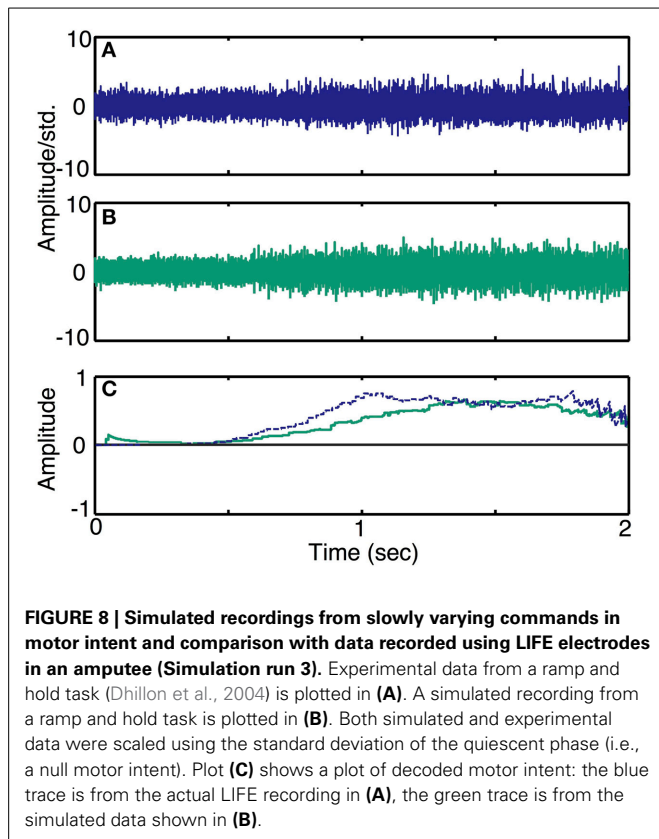 10
A
0
-10
Amplitude/std.
10
B
0
-10
1
C
0
-1
Amplitude
0
1
2
Time (sec)
FIGURE 8 | Simulated recordings from slowly varying commands in
motor intent and comparison with data recorded using LIFE electrodes
in an amputee (Simulation run 3). Experimental data from a ramp and
hold task (Dhillon et al., 2004) is plotted in (A). A simulated recording from
a ramp and hold task is plotted in (B). Both simulated and experimental
data were scaled using the standard deviation of the quiescent phase (i.e.,
a null motor intent). Plot (C) shows a plot of decoded motor intent: the blue
trace is from the actual LIFE recording in (A), the green trace is from the
simulated data shown in (B).